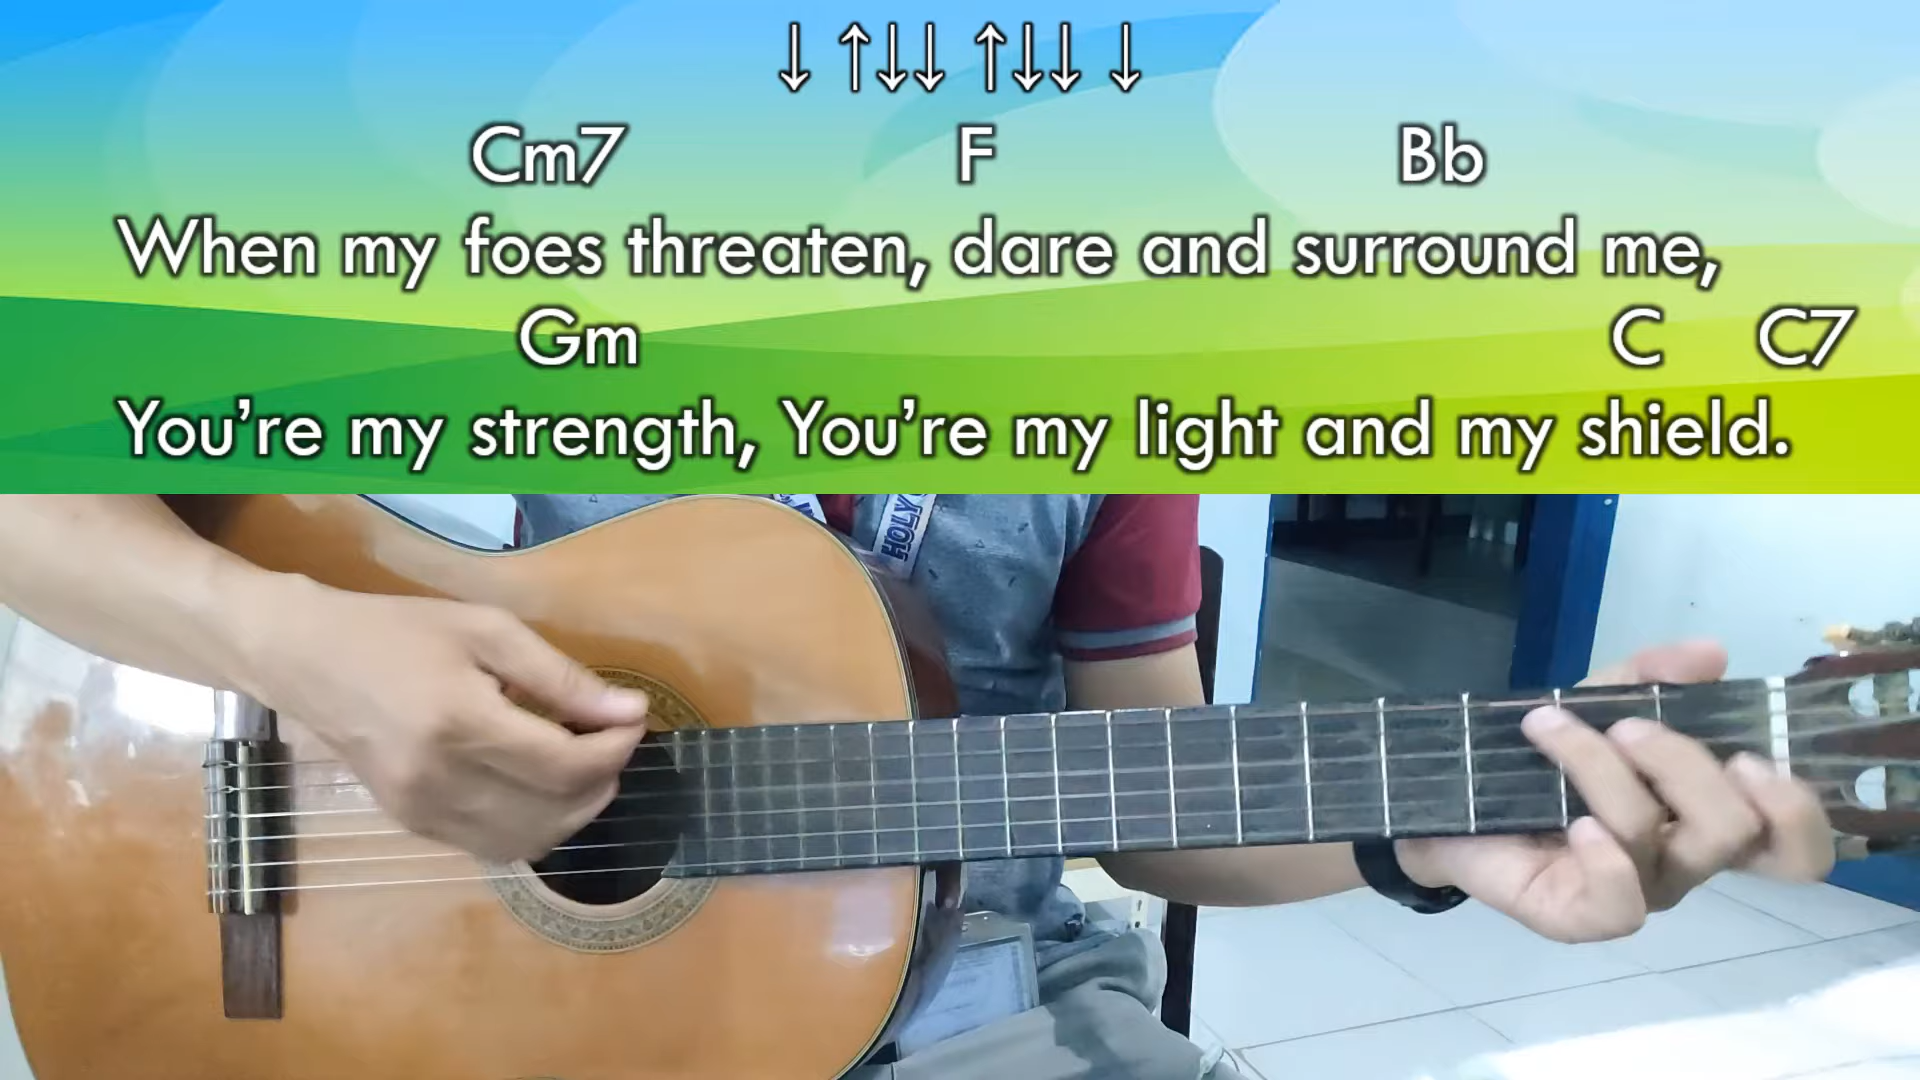 ↓ ↑↓↓ ↑↓↓ ↓
Cm7 F Bb
When my foes threaten, dare and surround me,
Gm C C7
You’re my strength, You’re my light and my shield.
HOLY